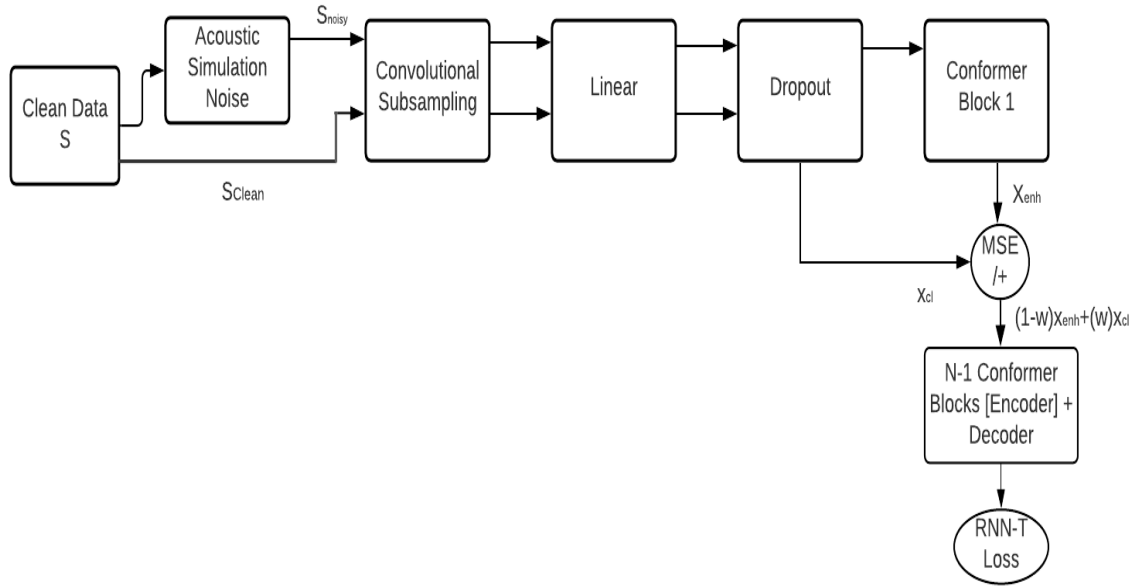 Clean Data
S
Acoustic
Simulation
Noise
Snoisy
SClean
Convolutional
Subsampling
Linear
Dropout
Conformer
Block 1
Xenh
MSE
/+
xcl
(1-w)xenh+(w)xcl
N-1 Conformer
Blocks [Encoder] +
Decoder
RNN-T
Loss